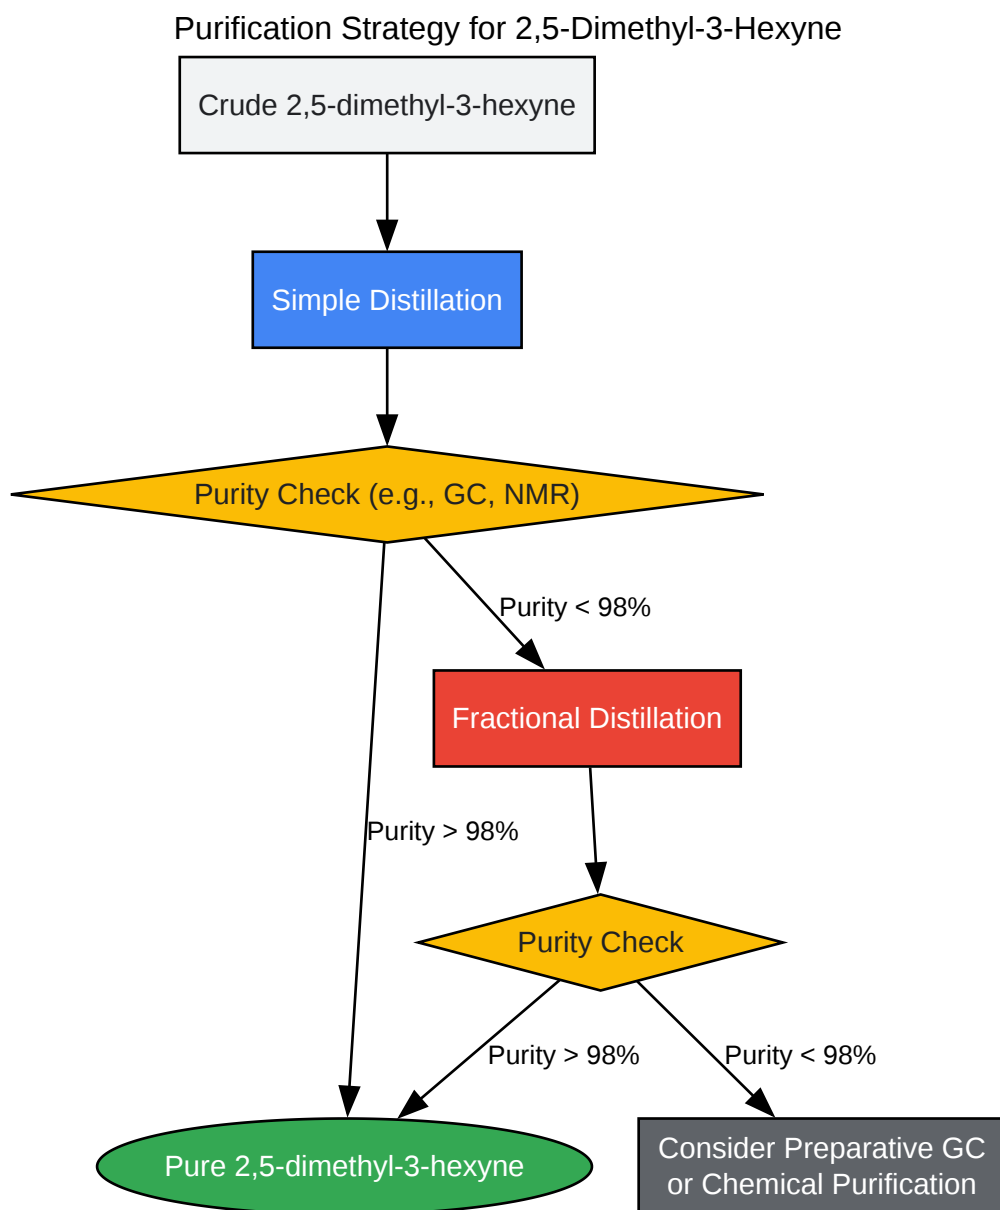 Purification Strategy for 2,5-Dimethyl-3-Hexyne
Crude 2,5-dimethyl-3-hexyne
Simple Distillation
Purity Check (e.g., GC, NMR)
Purity < 98%
Fractional Distillation
Purity > 98%
Purity Check
Purity > 98%
Purity < 98%
Pure 2,5-dimethyl-3-hexyne
Consider Preparative GC
or Chemical Purification